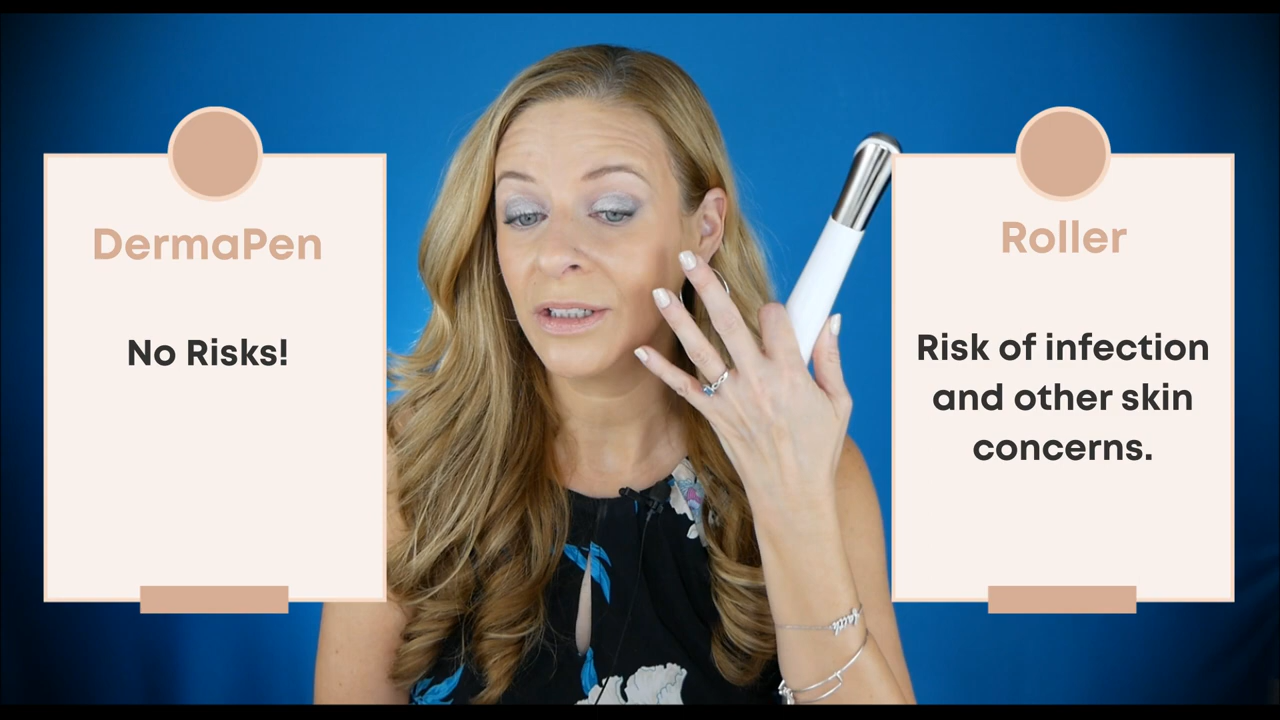 DermaPen
No Risks!
Roller
Risk of infection
and other skin
concerns.